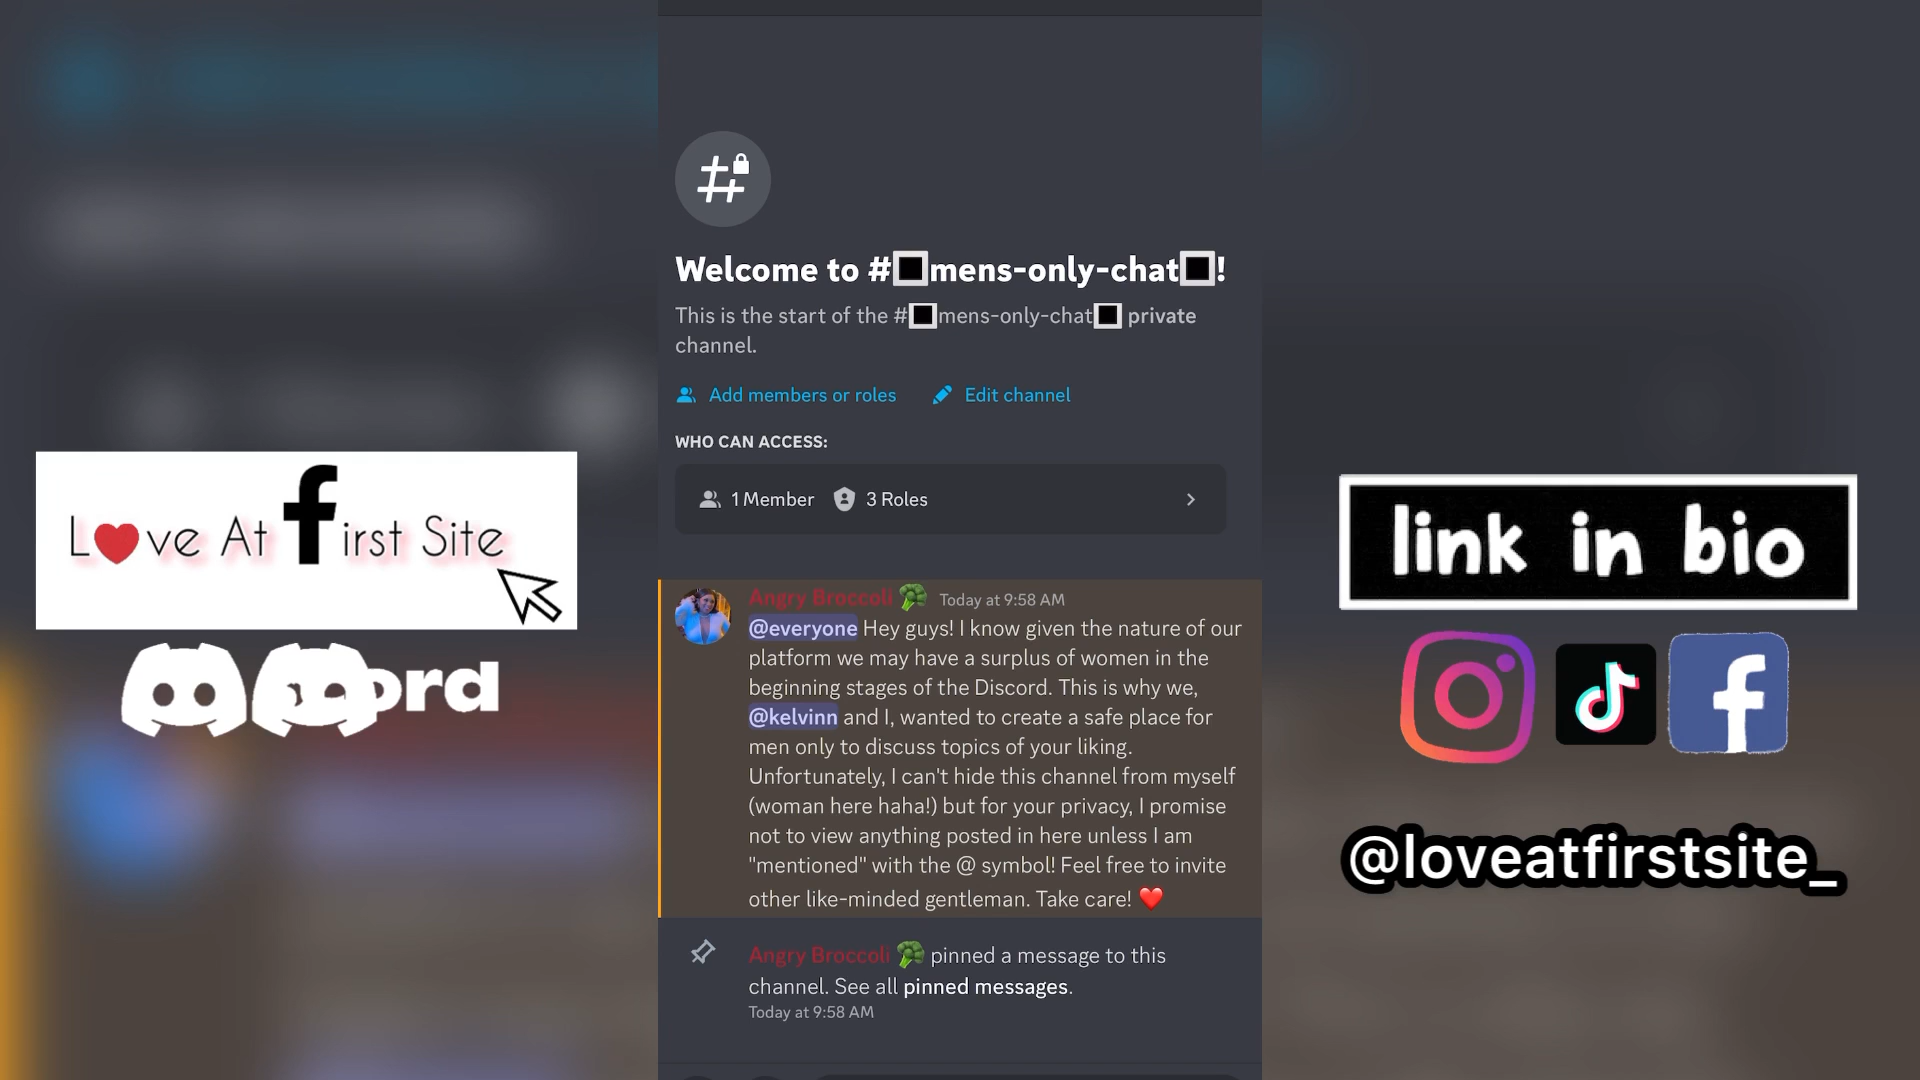 Welcome to #mens-only-chat!
This is the start of the #mens-only-chat private
channel.
Add members or roles Edit channel
WHO CAN ACCESS:
1 Member 3 Roles
Angry Broccoli 🥦 Today at 9:58 AM
@everyone Hey guys! I know given the nature of our
platform we may have a surplus of women in the
beginning stages of the Discord. This is why we,
@kelvinn and I, wanted to create a safe place for
men only to discuss topics of your liking.
Unfortunately, I can't hide this channel from myself
(woman here haha!) but for your privacy, I promise
not to view anything posted in here unless I am
"mentioned" with the @ symbol! Feel free to invite
other like-minded gentleman. Take care! ❤️
Angry Broccoli 🥦 pinned a message to this
channel. See all pinned messages.
Today at 9:58 AM
L❤ve At first Site
link in bio
@loveatfirstsite_